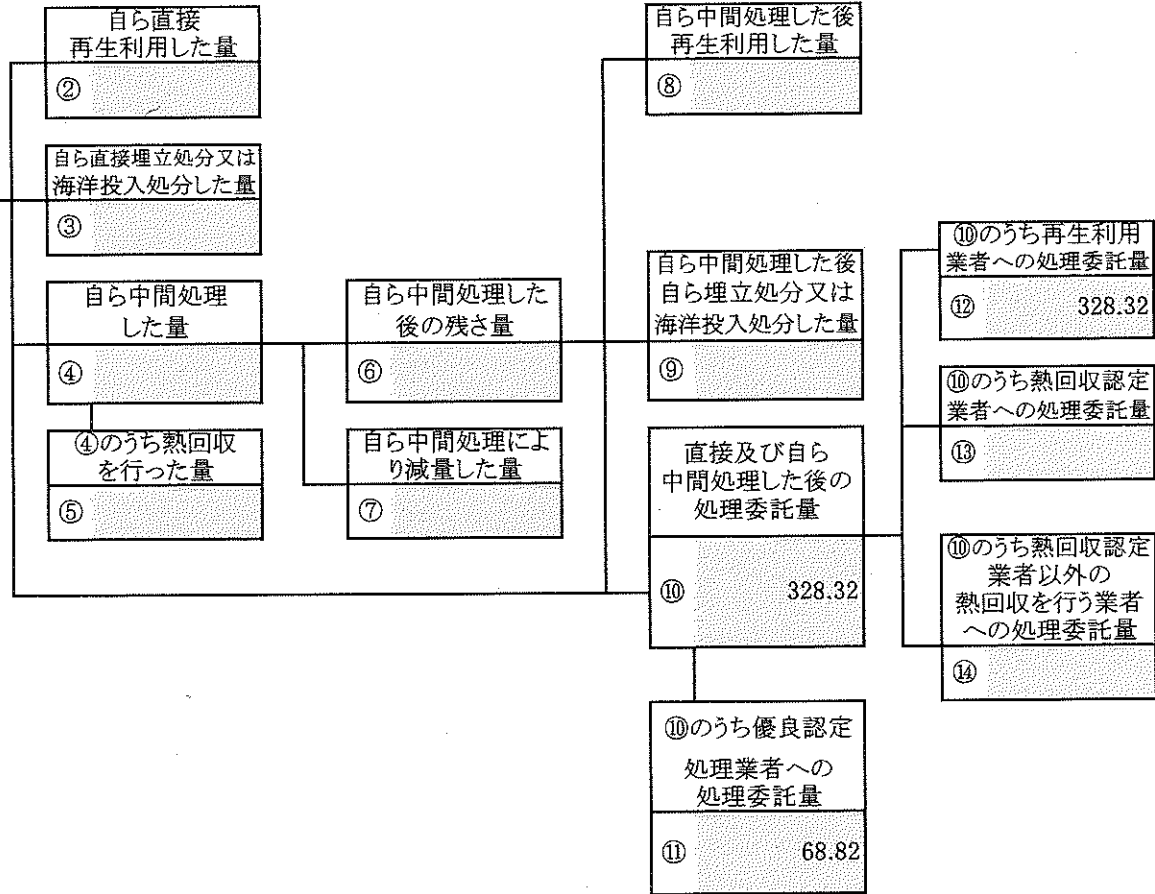 自ら直接
再生利用した量
②
自ら直接埋立処分又は
海洋投入処分した量
③
自ら中間処理
した量
④
④のうち熱回収
を行った量
⑤
自ら中間処理した
後の残さ量
⑥
自ら中間処理によ
り減量した量
⑦
自ら中間処理した後
再生利用した量
⑧
自ら中間処理した後
自ら埋立処分又は
海洋投入処分した量
⑨
直接及び自ら
中間処理した後の
処理委託量
⑩ 328.32
⑩のうち優良認定
処理業者への
処理委託量
⑪ 68.82
⑩のうち再生利用
業者への処理委託量
⑫ 328.32
⑩のうち熱回収認定
業者への処理委託量
⑬
⑩のうち熱回収認定
業者以外の
熱回収を行う業者
への処理委託量
⑭